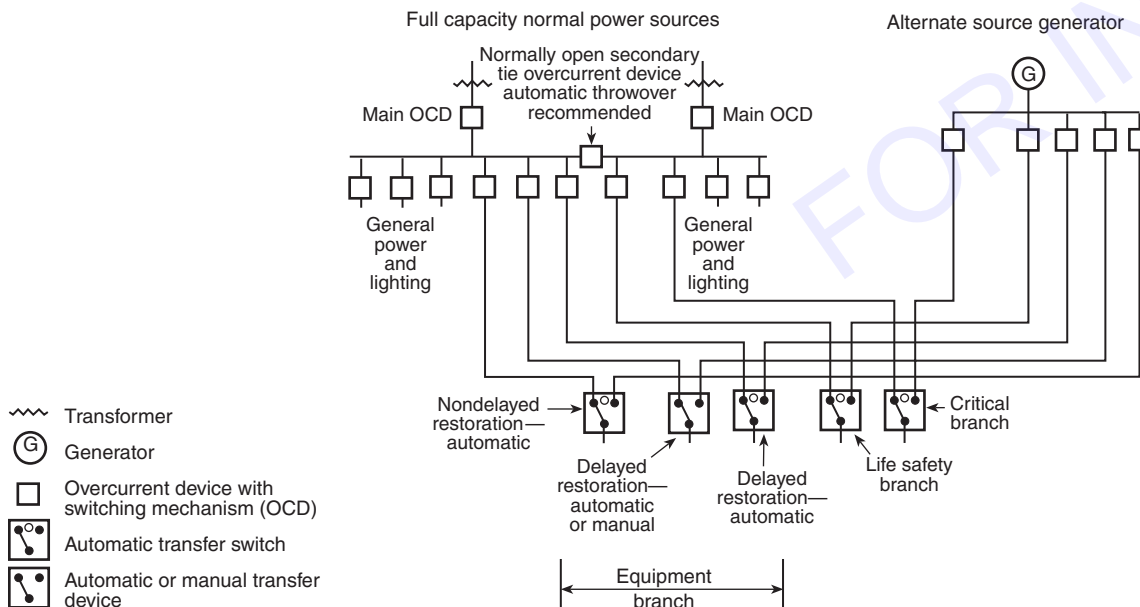 Full capacity normal power sources
Alternate source generator
Normally open secondary
tie overcurrent device
automatic throwover
recommended
G
Main OCD
Main OCD
General
power
and
lighting
General
power
and
lighting
Nondelayed
restoration—
automatic
Delayed
restoration—
automatic
or manual
Delayed
restoration—
automatic
Life safety
branch
Critical
branch
Equipment
branch
Transformer
G
Generator
Overcurrent device with
switching mechanism (OCD)
Automatic transfer switch
Automatic or manual transfer
device
FOR IN